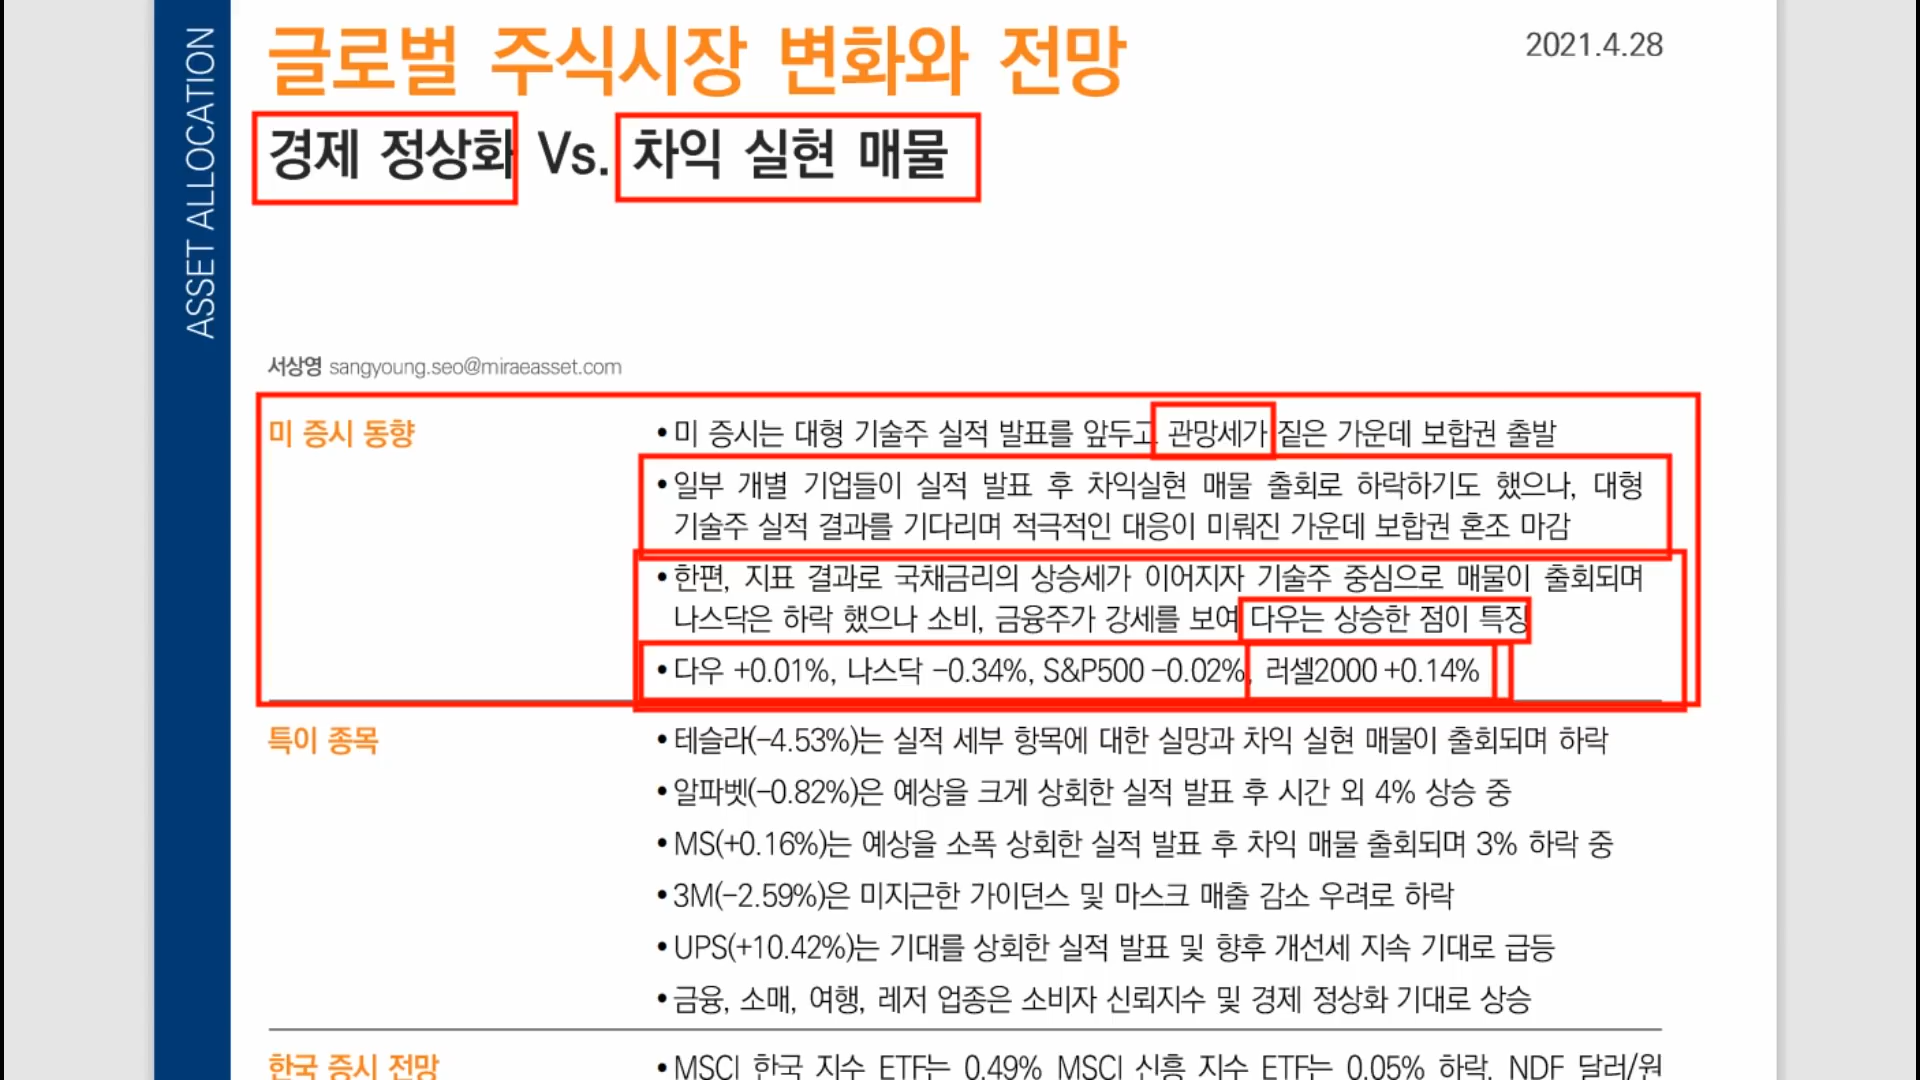 ASSET ALLOCATION
글로벌 주식시장 변화와 전망
2021.4.28
경제 정상화 Vs. 차익 실현 매물
서상영 sangyoung.seo@miraeasset.com
미 증시 동향
• 미 증시는 대형 기술주 실적 발표를 앞두고 관망세가 짙은 가운데 보합권 출발
• 일부 개별 기업들이 실적 발표 후 차익실현 매물 출회로 하락하기도 했으나, 대형
기술주 실적 결과를 기다리며 적극적인 대응이 미뤄진 가운데 보합권 혼조 마감
• 한편, 지표 결과로 국채금리의 상승세가 이어지자 기술주 중심으로 매물이 출회되며
나스닥은 하락 했으나 소비, 금융주가 강세를 보여 다우는 상승한 점이 특징
• 다우 +0.01%, 나스닥 -0.34%, S&P500 -0.02%, 러셀2000 +0.14%
특이 종목
• 테슬라(-4.53%)는 실적 세부 항목에 대한 실망과 차익 실현 매물이 출회되며 하락
• 알파벳(-0.82%)은 예상을 크게 상회한 실적 발표 후 시간 외 4% 상승 중
• MS(+0.16%)는 예상을 소폭 상회한 실적 발표 후 차익 매물 출회되며 3% 하락 중
• 3M(-2.59%)은 미지근한 가이던스 및 마스크 매출 감소 우려로 하락
• UPS(+10.42%)는 기대를 상회한 실적 발표 및 향후 개선세 지속 기대로 급등
• 금융, 소매, 여행, 레저 업종은 소비자 신뢰지수 및 경제 정상화 기대로 상승
한국 증시 전망
• MSCI 한국 지수 ETF는 0.49% MSCI 신흥 지수 ETF는 0.05% 하락, NDF 달러/원